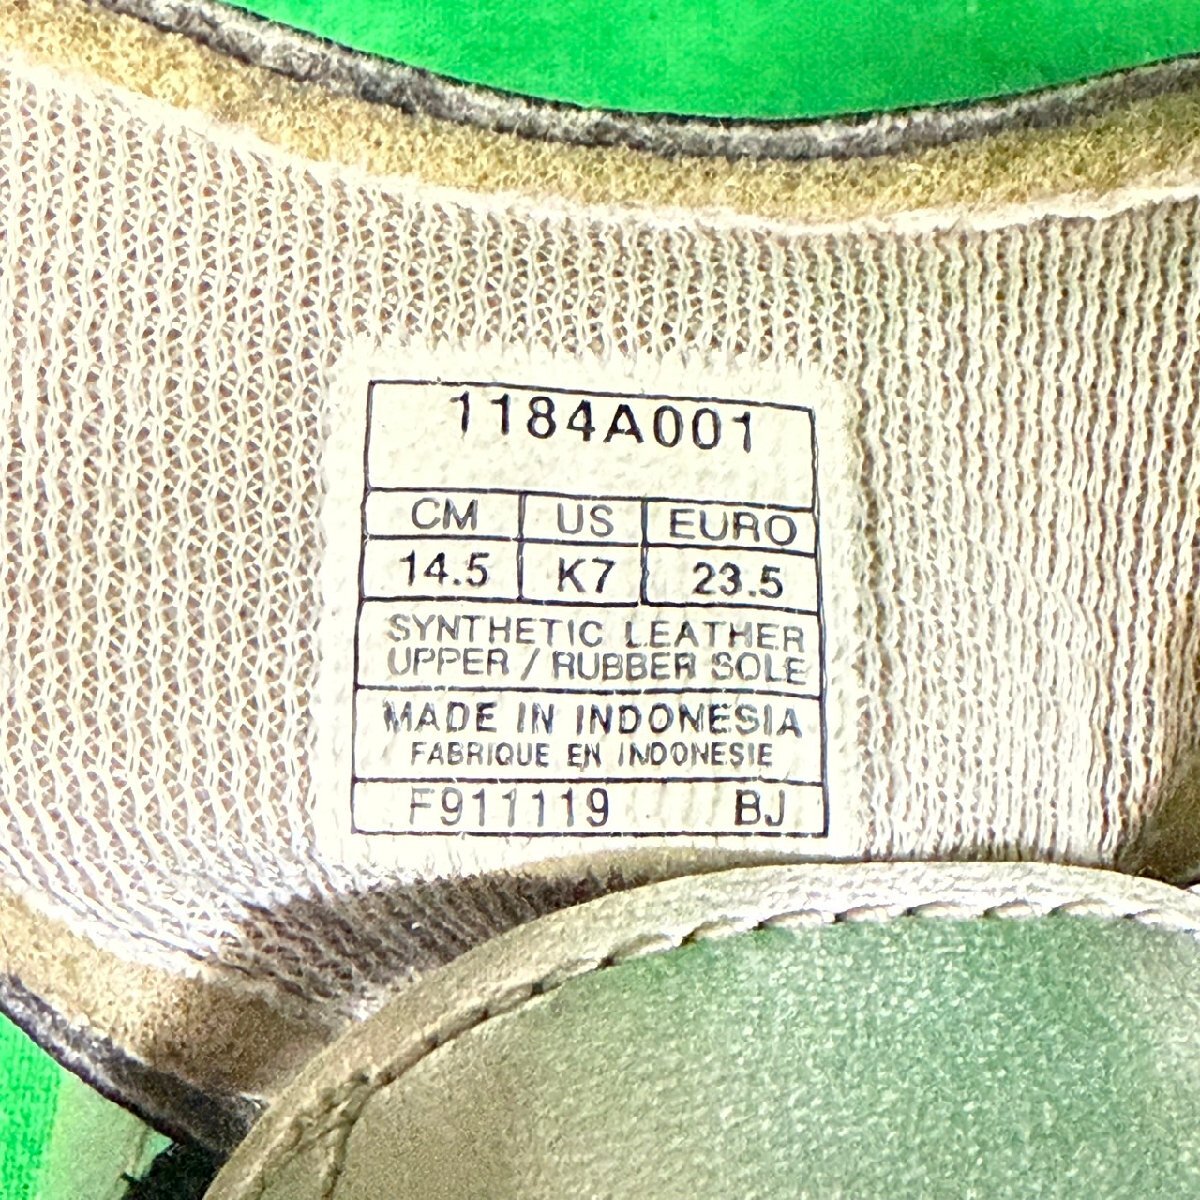 1184A001
CM US EURO
14.5 K7 23.5
SYNTHETIC LEATHER
UPPER / RUBBER SOLE
MADE IN INDONESIA
FABRIQUE EN INDONESIE
F911119 BJ